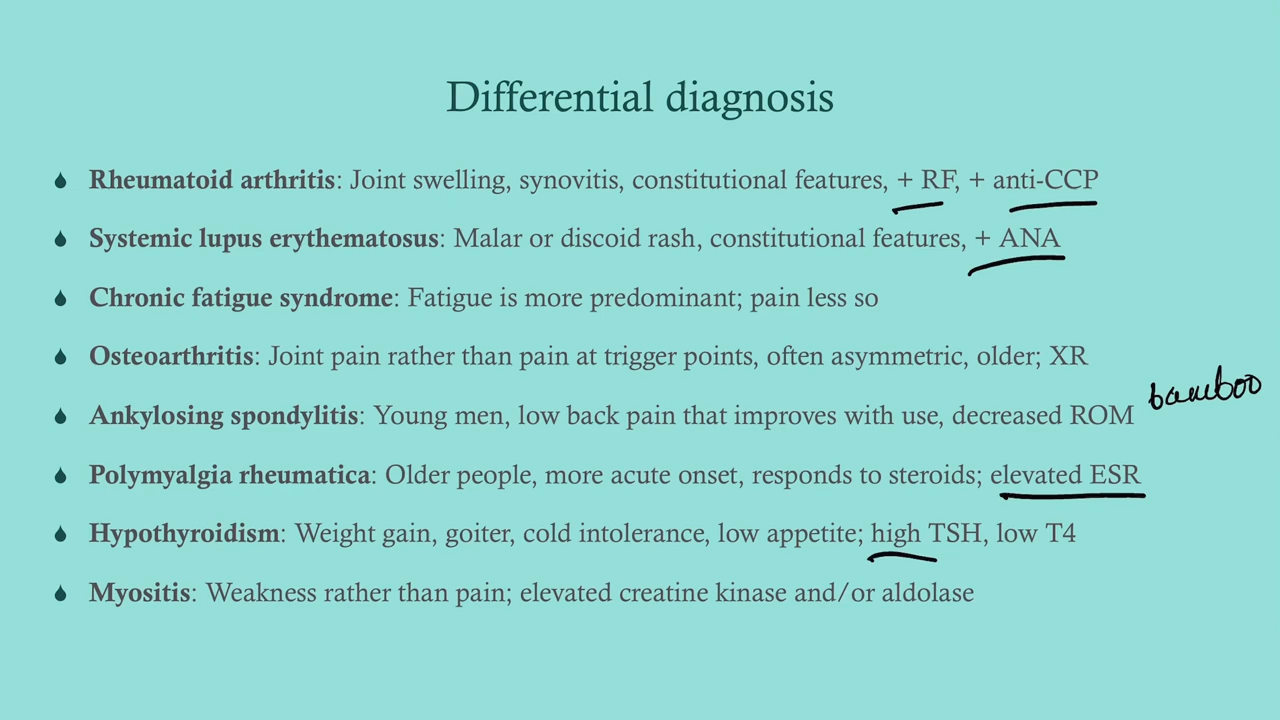 Differential diagnosis
Rheumatoid arthritis: Joint swelling, synovitis, constitutional features, + RF, + anti-CCP
Systemic lupus erythematosus: Malar or discoid rash, constitutional features, + ANA
Chronic fatigue syndrome: Fatigue is more predominant; pain less so
Osteoarthritis: Joint pain rather than pain at trigger points, often asymmetric, older; XR
Ankylosing spondylitis: Young men, low back pain that improves with use, decreased ROM bamboo
Polymyalgia rheumatica: Older people, more acute onset, responds to steroids; elevated ESR
Hypothyroidism: Weight gain, goiter, cold intolerance, low appetite; high TSH, low T4
Myositis: Weakness rather than pain; elevated creatine kinase and/or aldolase